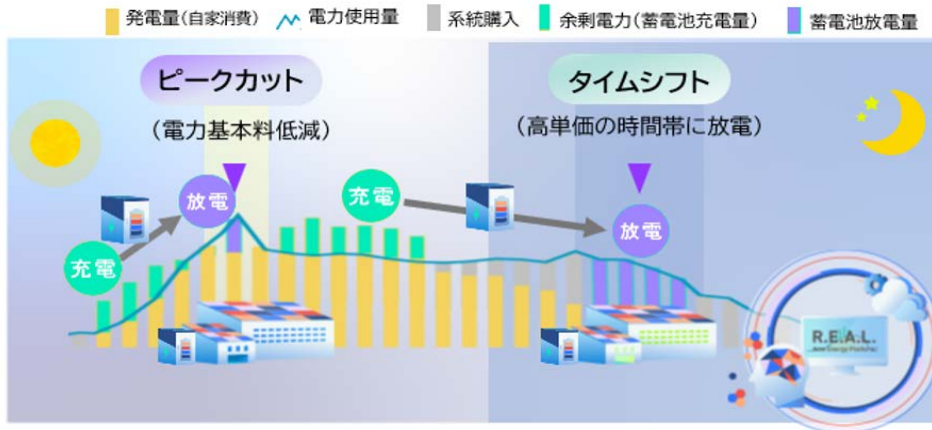 発電量(自家消費)
電力使用量
系統購入
余剰電力(蓄電池充電量)
蓄電池放電量
ピークカット
(電力基本料低減)
タイムシフト
(高単価の時間帯に放電)
放電
充電
充電
放電
R.E.A.L.